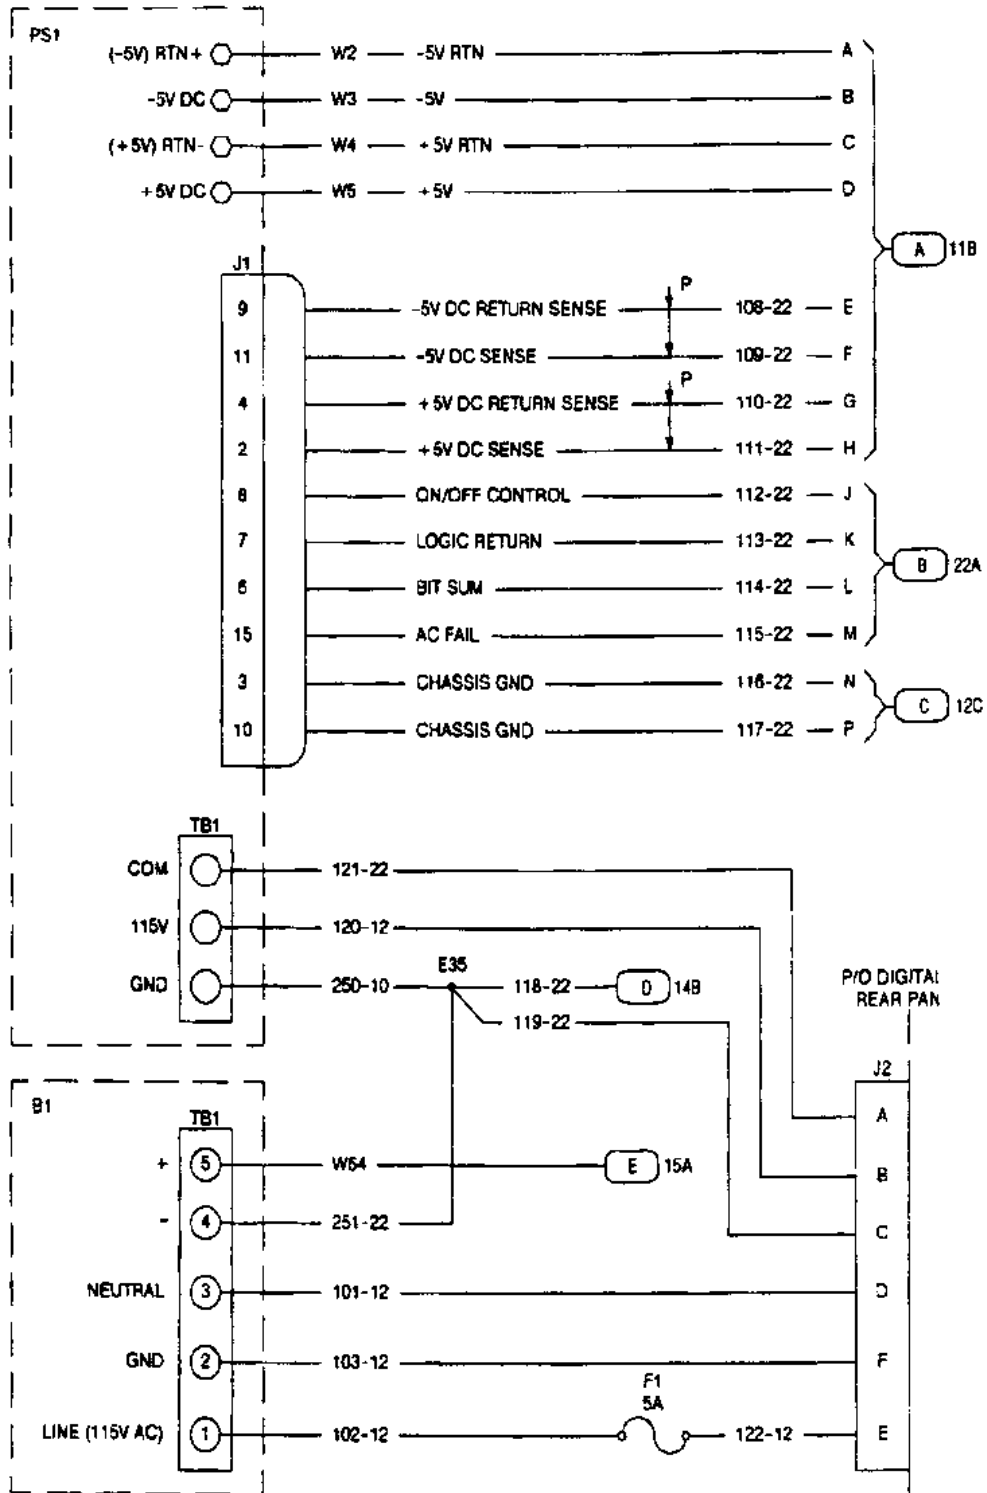 PS1
(-5V) RTN+ W2 -5V RTN A
-5V DC W3 -5V B
(+5V) RTN- W4 +5V RTN C
+5V DC W5 +5V D
A 11B
J1
P
9 -5V DC RETURN SENSE 108-22 E
11 -5V DC SENSE 109-22 F
P
4 +5V DC RETURN SENSE 110-22 G
2 +5V DC SENSE 111-22 H
8 ON/OFF CONTROL 112-22 J
7 LOGIC RETURN 113-22 K
B 22A
6 BIT SUM 114-22 L
15 AC FAIL 115-22 M
3 CHASSIS GND 116-22 N
C 12C
10 CHASSIS GND 117-22 P
TB1
COM 121-22
115V 120-12
E35
GND 250-10 118-22 D 14B
119-22
P/O DIGITAL
REAR PAN
J2
B1
TB1
A
+ 5 W54 E 15A
B
- 4 251-22
C
NEUTRAL 3 101-12 D
GND 2 103-12 F
F1
5A
LINE (115V AC) 1 102-12 122-12 E